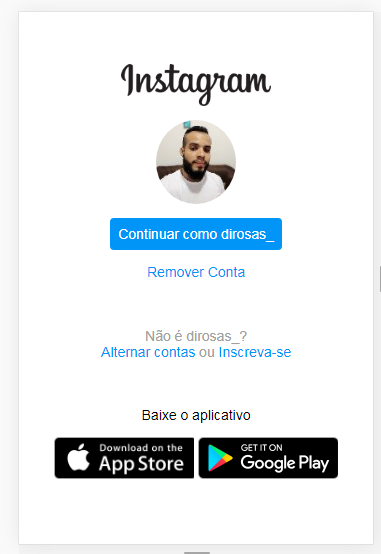 Instagram
Continuar como dirosas_
Remover Conta
Não é dirosas_?
Alternar contas ou Inscreva-se
Baixe o aplicativo
Download on the
App Store
GET IT ON
Google Play